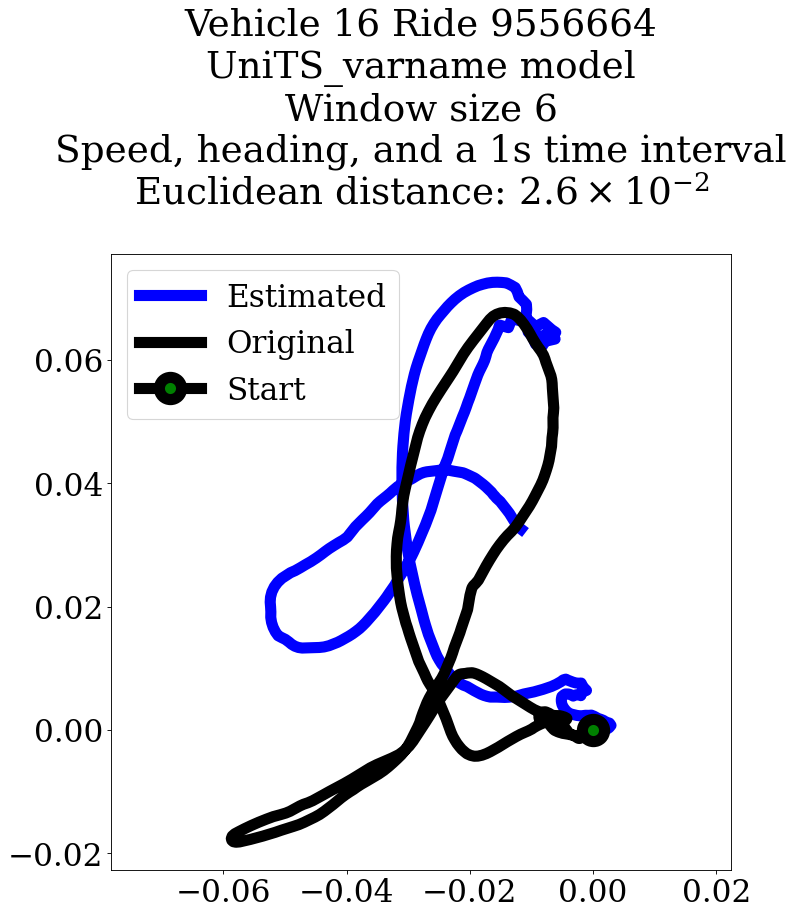 Vehicle 16 Ride 9556664
UniTS_varname model
Window size 6
Speed, heading, and a 1s time interval
Euclidean distance: 2.6 × 10⁻²
Estimated
Original
Start
0.06
0.04
0.02
0.00
−0.02
−0.06 −0.04 −0.02 0.00 0.02